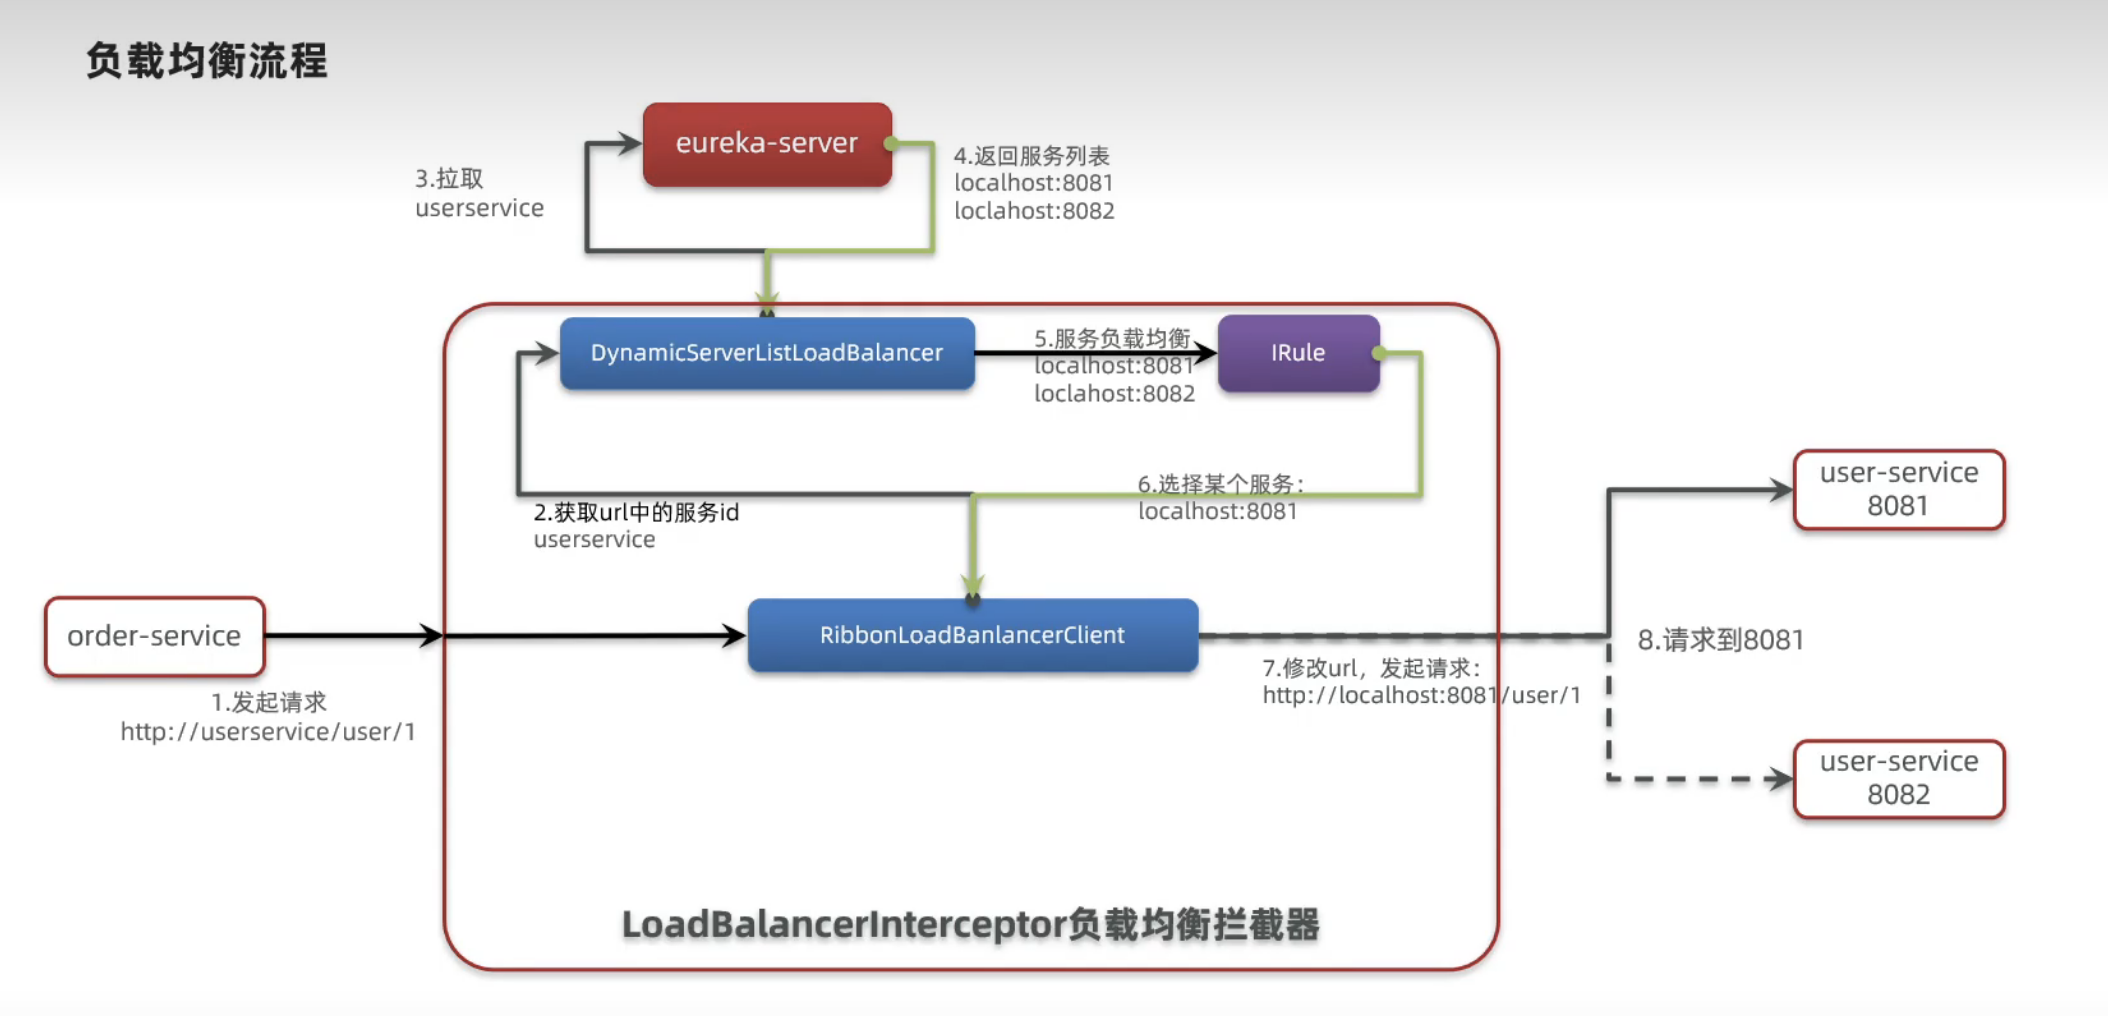 负载均衡流程
eureka-server
3.拉取
userservice
4.返回服务列表
localhost:8081
loclahost:8082
DynamicServerListLoadBalancer
5.服务负载均衡
localhost:8081
loclahost:8082
IRule
2.获取url中的服务id
userservice
6.选择某个服务：
localhost:8081
order-service
1.发起请求
http://userservice/user/1
RibbonLoadBanlancerClient
7.修改url，发起请求：
http://localhost:8081/user/1
user-service
8081
8.请求到8081
user-service
8082
LoadBalancerInterceptor负载均衡拦截器